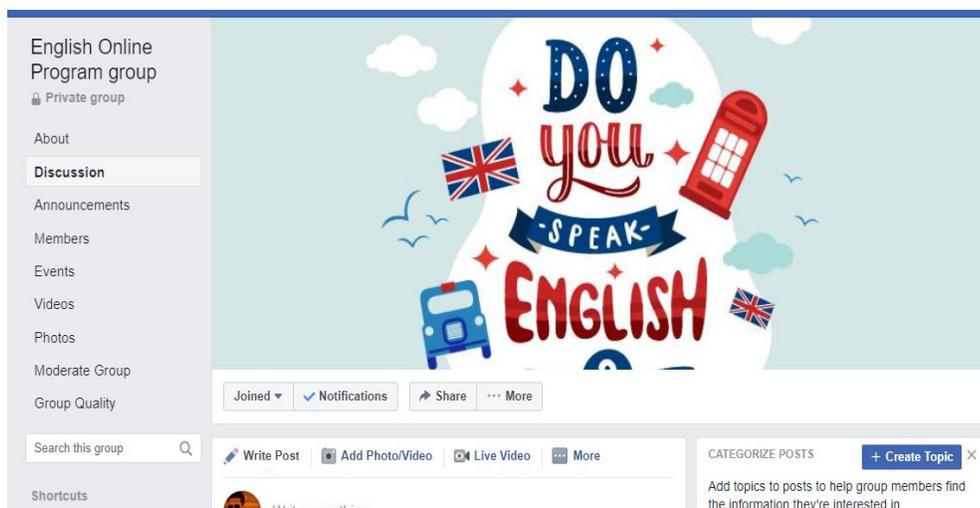 English Online
Program group
Private group
About
Discussion
Announcements
Members
Events
Videos
Photos
Moderate Group
Group Quality
Search this group
Shortcuts
DO
you
-SPEAK-
ENGLISH
Joined
Notifications
Share
More
Write Post
Add Photo/Video
Live Video
More
CATEGORIZE POSTS
+ Create Topic
Add topics to posts to help group members find
the information they're interested in